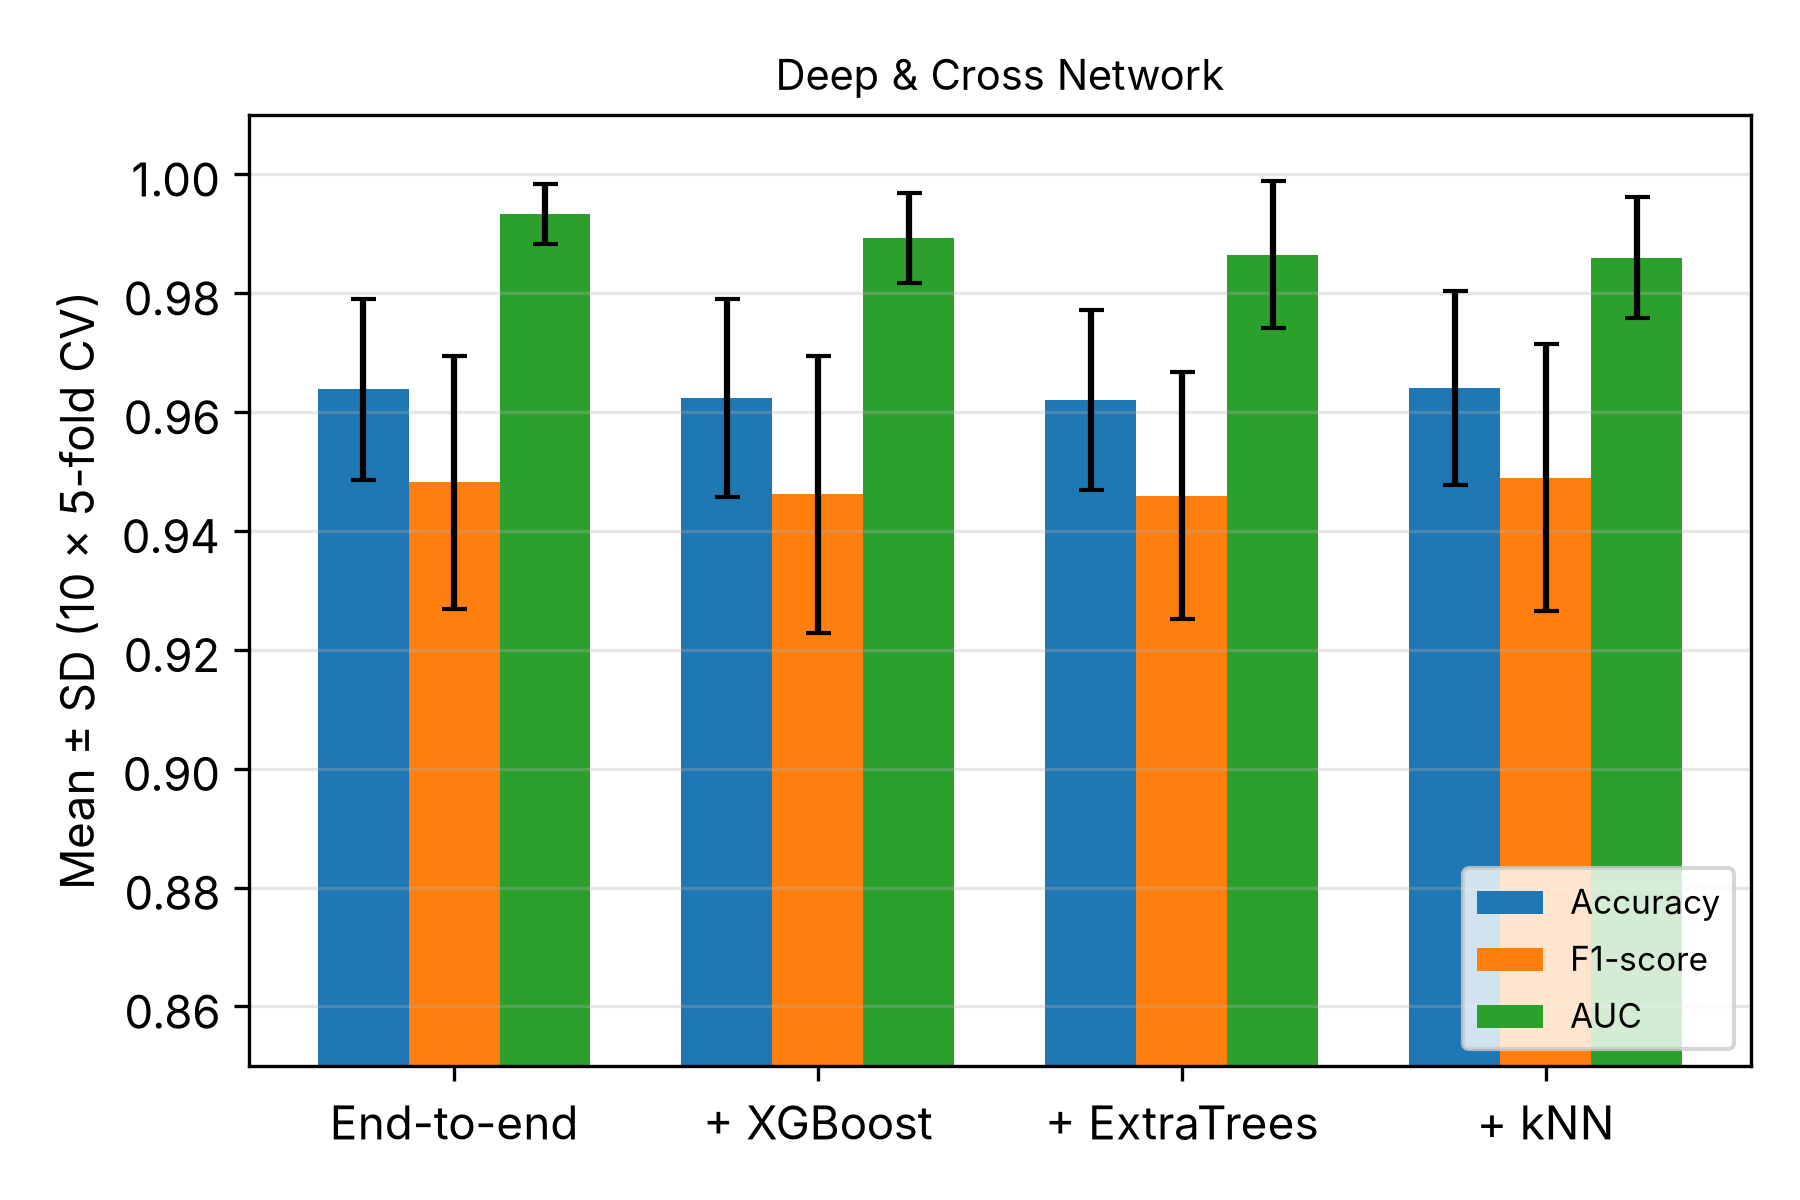 Deep & Cross Network
Mean ± SD (10 × 5-fold CV)
1.00
0.98
0.96
0.94
0.92
0.90
0.88
0.86
End-to-end
+ XGBoost
+ ExtraTrees
+ kNN
Accuracy
F1-score
AUC